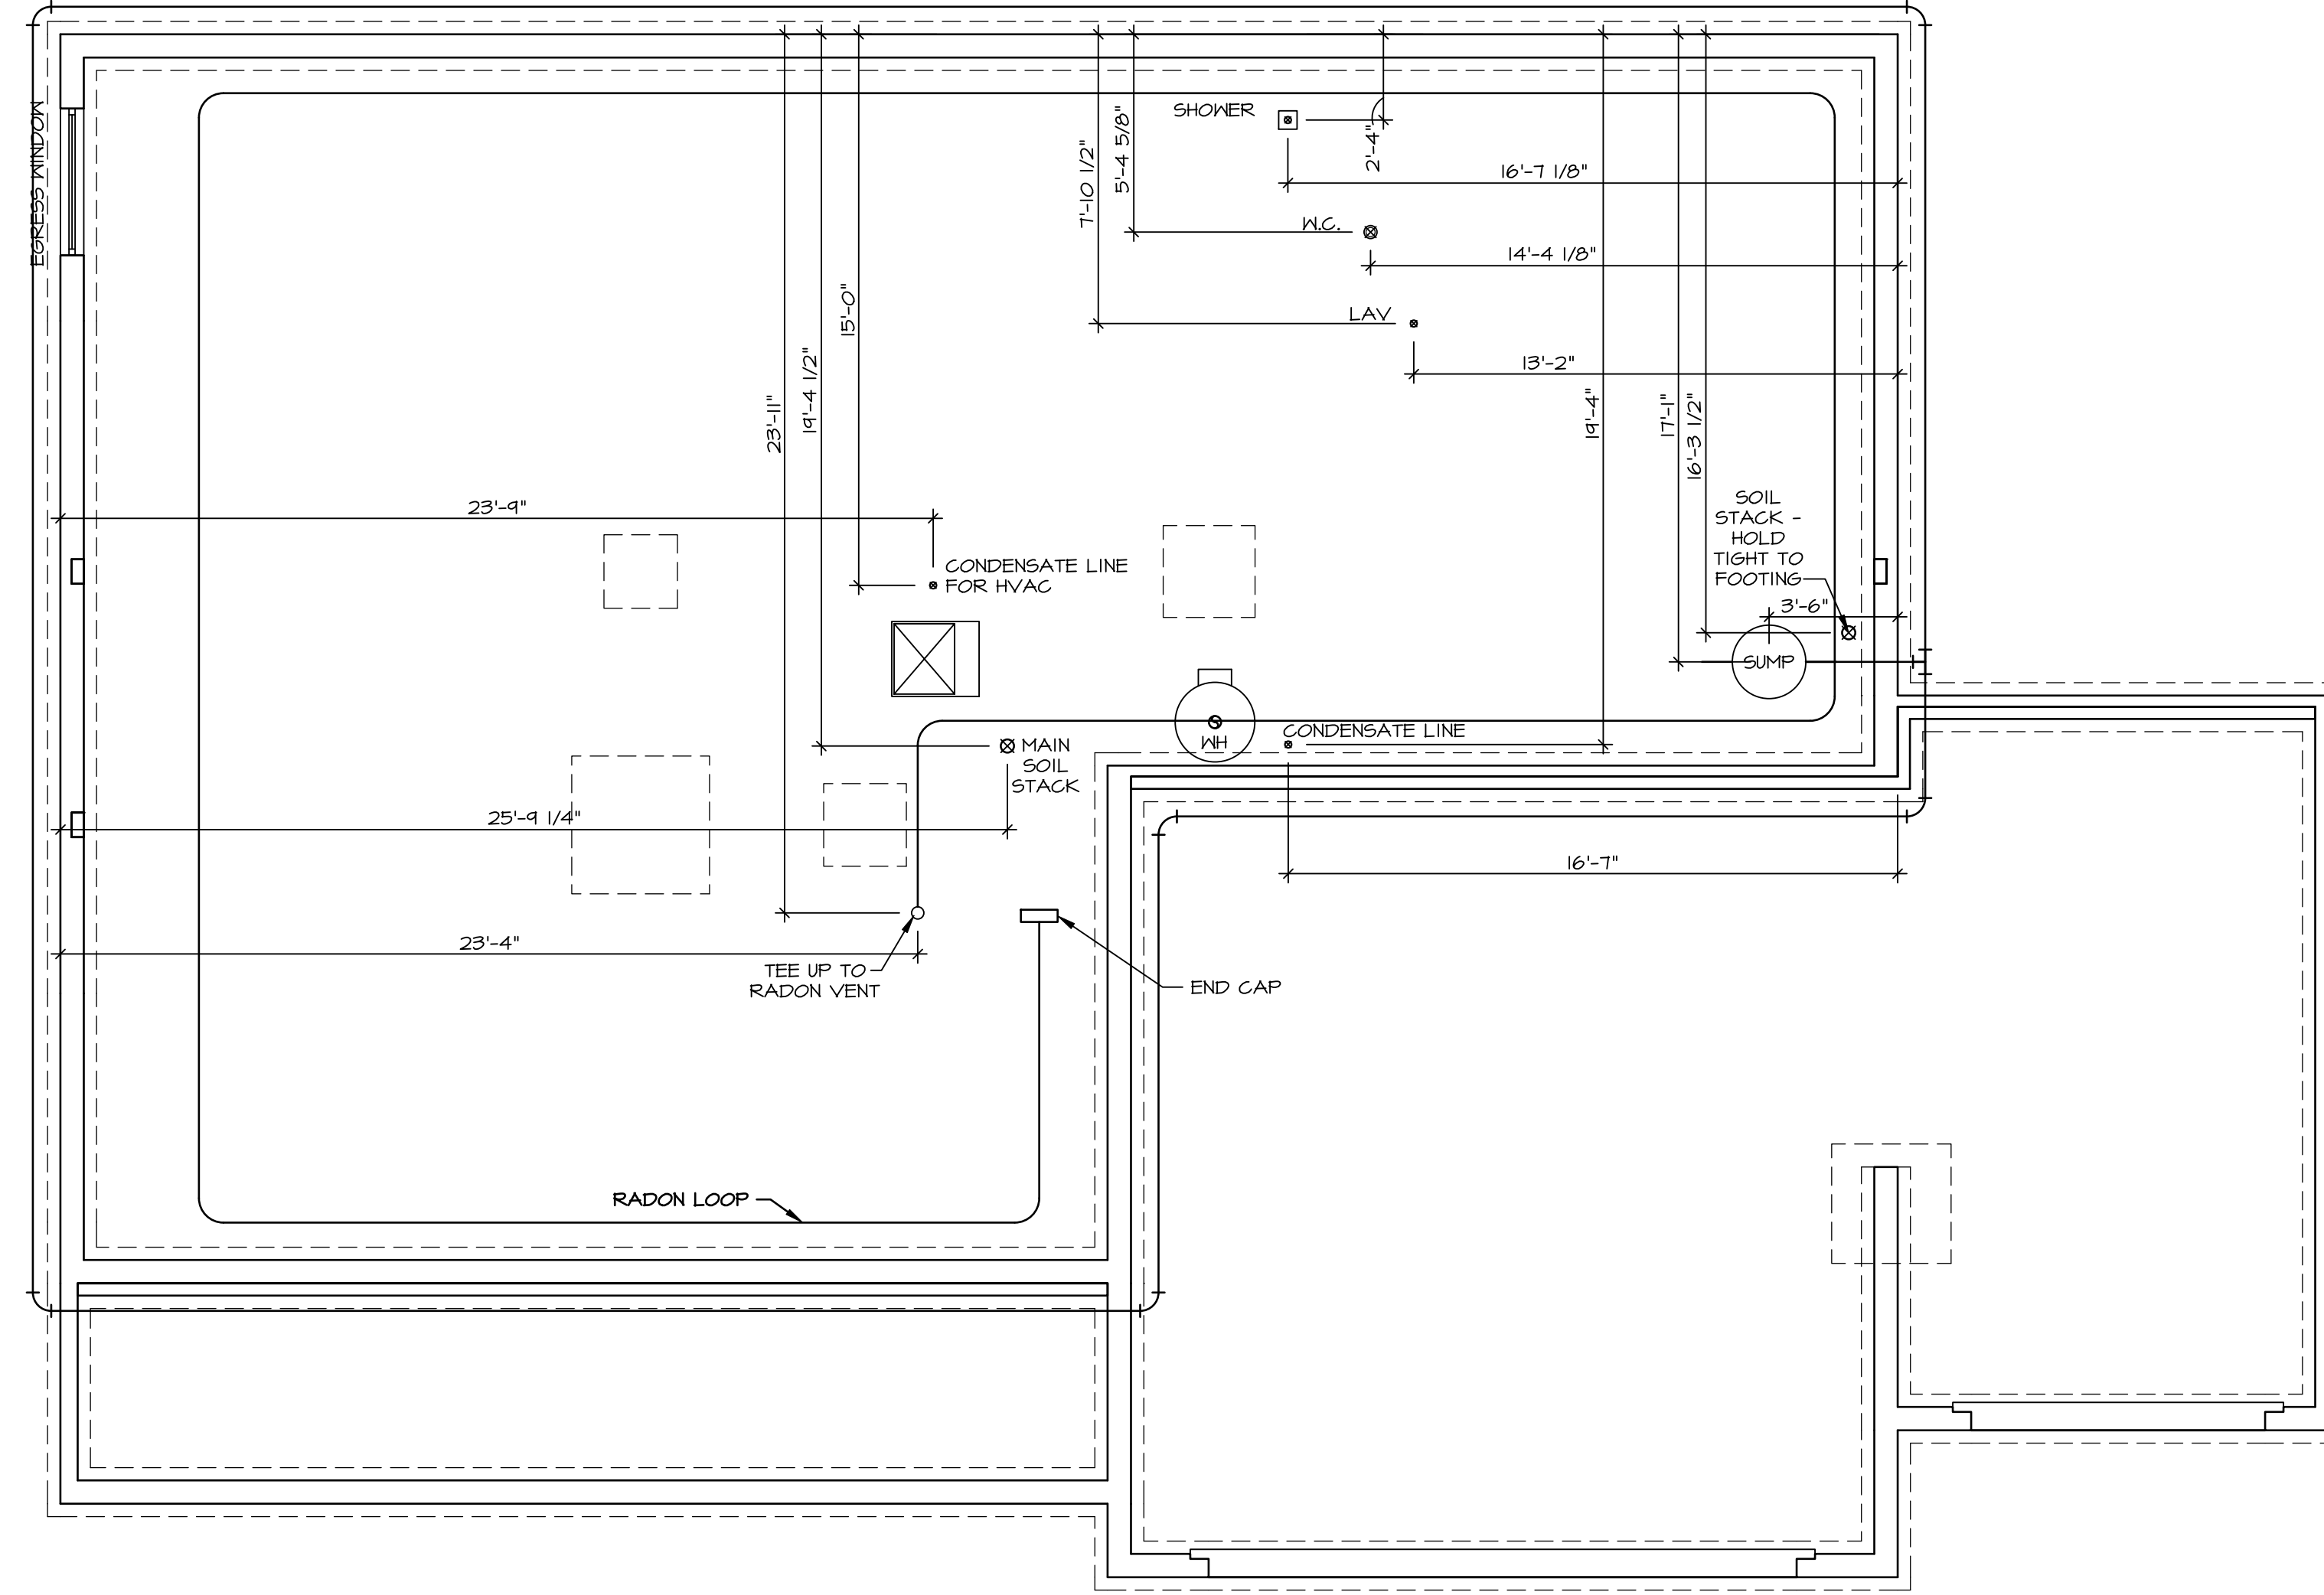 EGRESS WINDOW
SHOWER
2'-4"
7'-10 1/2"
5'-4 5/8"
16'-7 1/8"
W.C.
14'-4 1/8"
15'-0"
LAV
13'-2"
19'-4 1/2"
23'-11"
19'-4"
17'-1"
16'-3 1/2"
23'-9"
SOIL
STACK -
HOLD
TIGHT TO
FOOTING
CONDENSATE LINE
FOR HVAC
3'-6"
SUMP
WH
CONDENSATE LINE
MAIN
SOIL
STACK
25'-9 1/4"
16'-7"
23'-4"
TEE UP TO
RADON VENT
END CAP
RADON LOOP